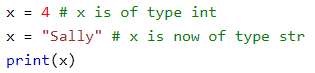 x = 4 # x is of type int
x = "Sally" # x is now of type str
print(x)